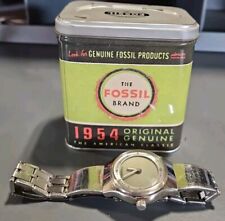 Look for GENUINE FOSSIL PRODUCTS
THE
FOSSIL
BRAND
1954 ORIGINAL
GENUINE
THE AMERICAN CLASSIC